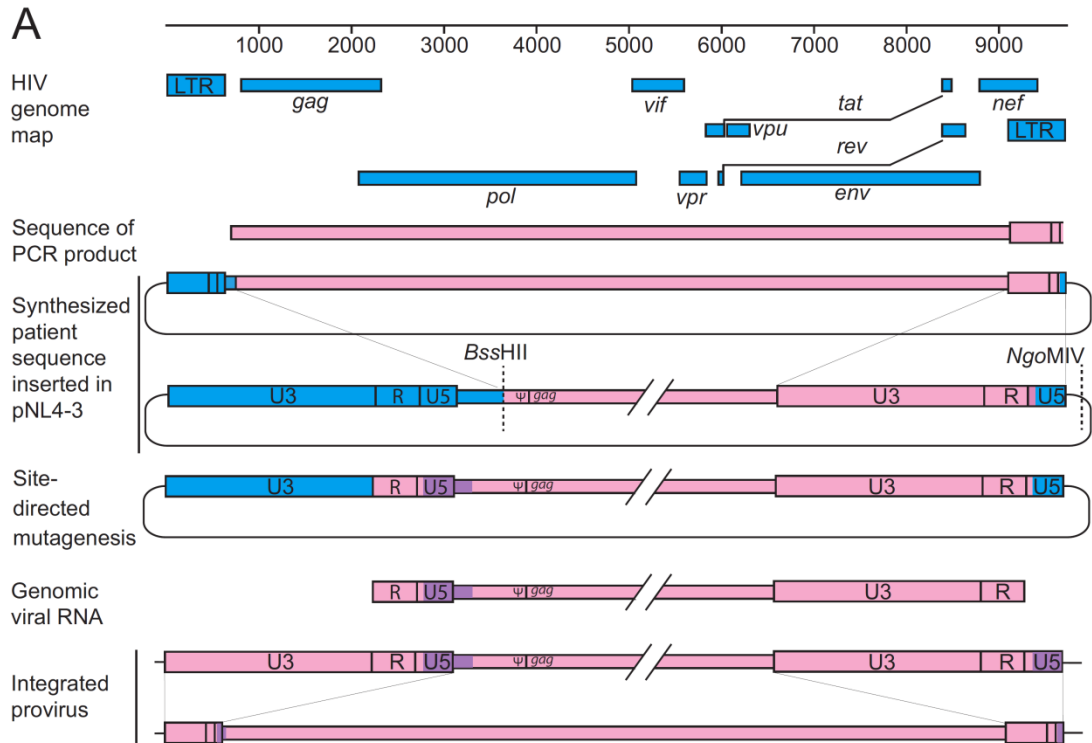 A
1000 2000 3000 4000 5000 6000 7000 8000 9000
HIV
genome
map
LTR
gag
vif
tat
nef
vpu
rev
LTR
pol
vpr
env
Sequence of
PCR product
Synthesized
patient
sequence
inserted in
pNL4-3
BssHII
NgoMIV
U3 R U5 Ψ gag U3 R U5
Site-
directed
mutagenesis
U3 R U5 Ψ gag U3 R U5
Genomic
viral RNA
R U5 Ψ gag U3 R
Integrated
provirus
U3 R U5 Ψ gag U3 R U5